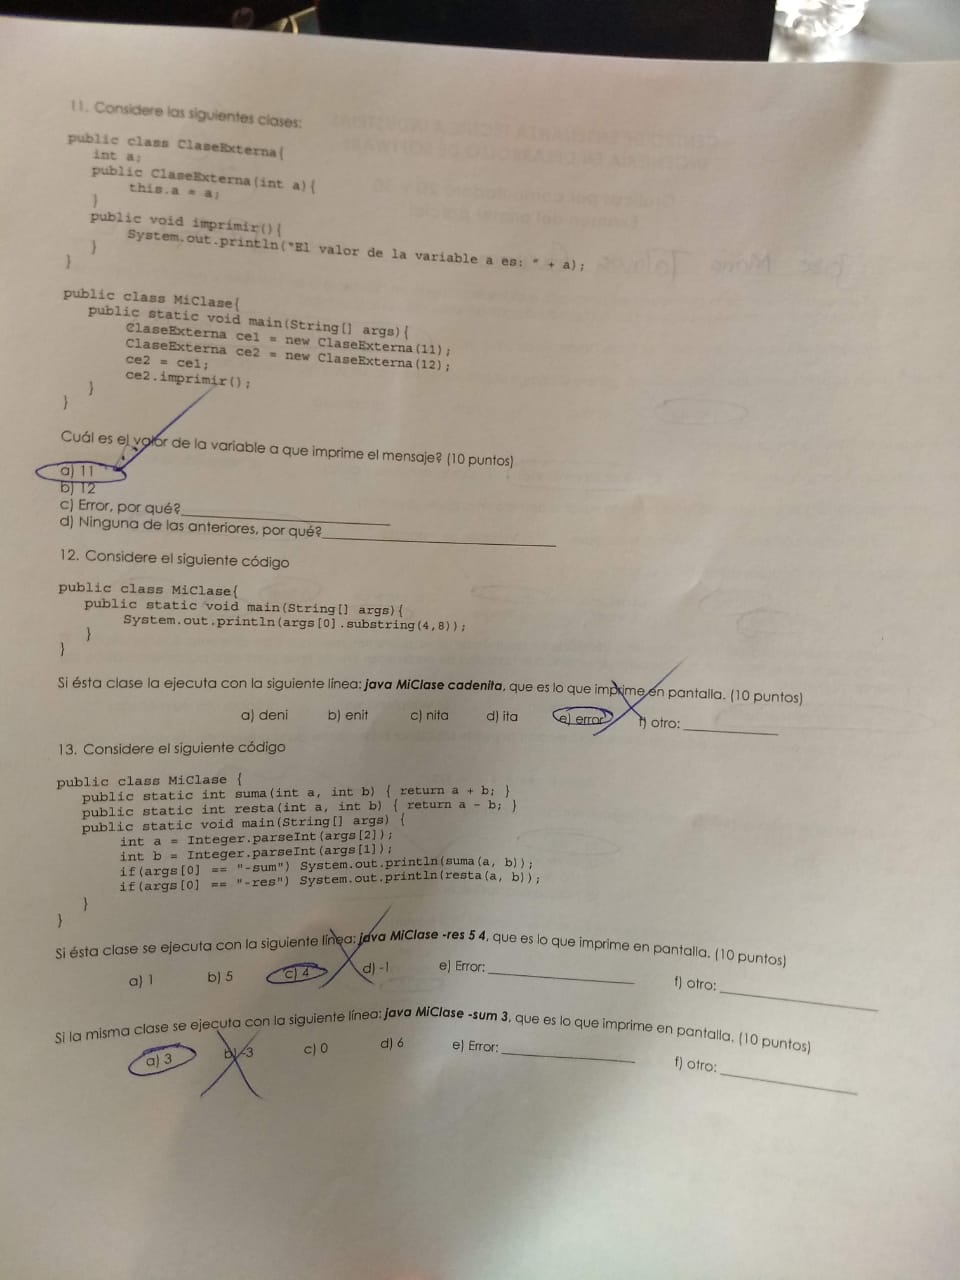 11. Considere las siguientes clases:
public class ClaseExterna{
int a;
public ClaseExterna(int a){
this.a = a;
}
public void imprimir(){
System.out.println("El valor de la variable a es: " + a);
}
}
public class MiClase{
public static void main(String[] args){
ClaseExterna ce1 = new ClaseExterna(11);
ClaseExterna ce2 = new ClaseExterna(12);
ce2 = ce1;
ce2.imprimir();
}
}
Cuál es el valor de la variable a que imprime el mensaje? (10 puntos)
a) 11
b) 12
c) Error, por qué?
d) Ninguna de las anteriores, por qué?
12. Considere el siguiente código
public class MiClase{
public static void main(String[] args){
System.out.println(args[0].substring(4,8));
}
}
Si ésta clase la ejecuta con la siguiente línea: java MiClase cadenita, que es lo que imprime en pantalla. (10 puntos)
a) deni b) enit c) nita d) ita e) error f) otro:
13. Considere el siguiente código
public class MiClase {
public static int suma(int a, int b) { return a + b; }
public static int resta(int a, int b) { return a - b; }
public static void main(String[] args) {
int a = Integer.parseInt(args[2]);
int b = Integer.parseInt(args[1]);
if(args[0] == "-sum") System.out.println(suma(a, b));
if(args[0] == "-res") System.out.println(resta(a, b));
}
}
Si ésta clase se ejecuta con la siguiente línea: java MiClase -res 5 4, que es lo que imprime en pantalla. (10 puntos)
a) 1 b) 5 c) 4 d) -1 e) Error: f) otro:
Si la misma clase se ejecuta con la siguiente línea: java MiClase -sum 3, que es lo que imprime en pantalla. (10 puntos)
a) 3 b) -3 c) 0 d) 6 e) Error: f) otro: